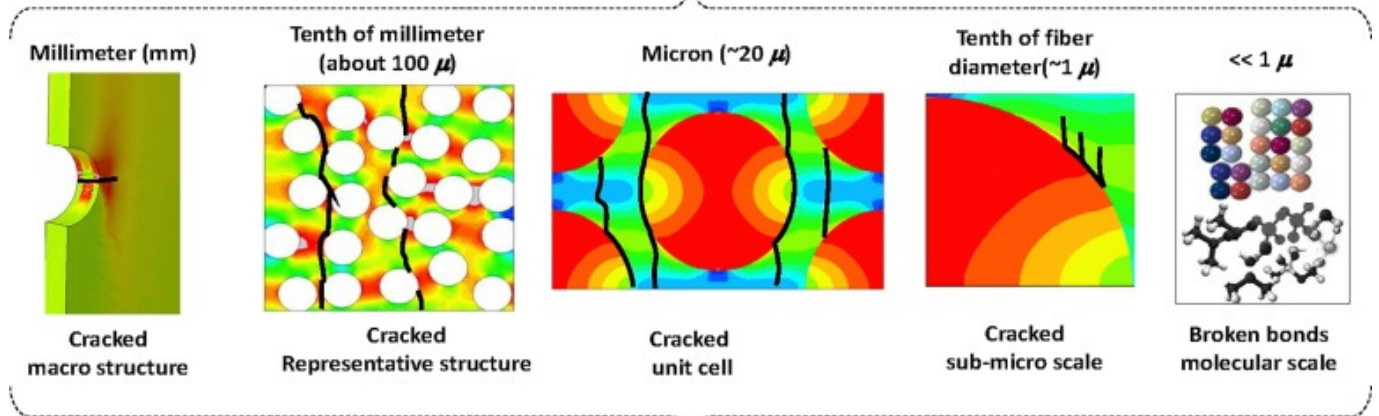 Millimeter (mm)
Tenth of millimeter
(about 100 μ)
Micron (~20 μ)
Tenth of fiber
diameter(~1 μ)
<< 1 μ
Cracked
macro structure
Cracked
Representative structure
Cracked
unit cell
Cracked
sub-micro scale
Broken bonds
molecular scale